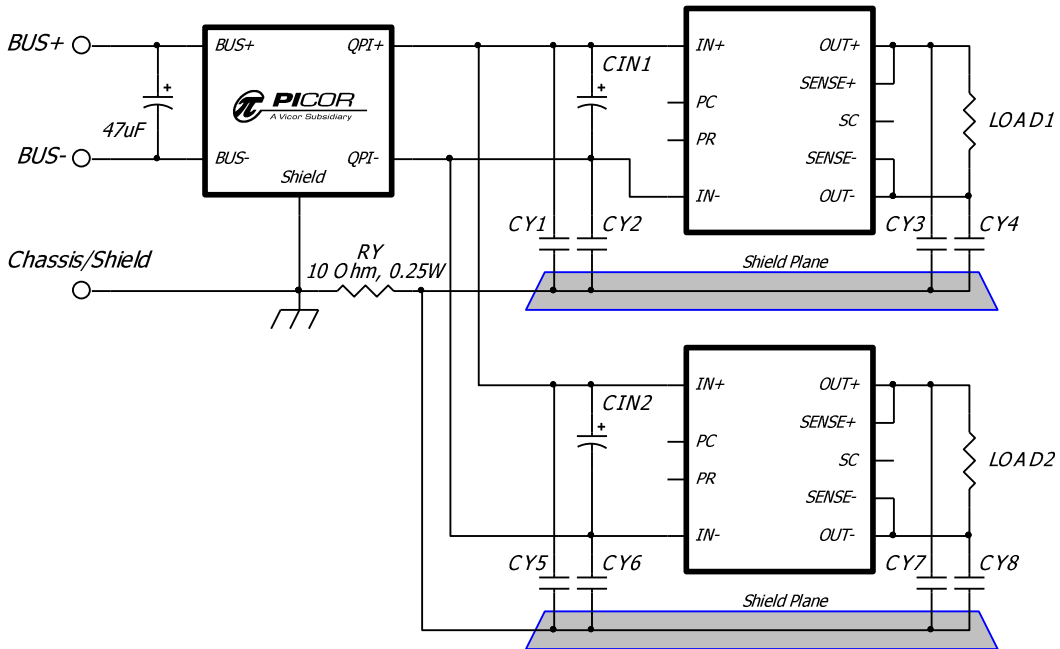 BUS+
BUS-
47uF
Chassis/Shield
BUS+
QPI+
π PICOR
A Vicor Subsidiary
BUS-
QPI-
Shield
RY
10 Ohm, 0.25W
CIN1
CY1
CY2
IN+
OUT+
SENSE+
PC
SC
PR
SENSE-
IN-
OUT-
LOAD1
CY3
CY4
Shield Plane
CIN2
CY5
CY6
IN+
OUT+
SENSE+
PC
SC
PR
SENSE-
IN-
OUT-
LOAD2
CY7
CY8
Shield Plane